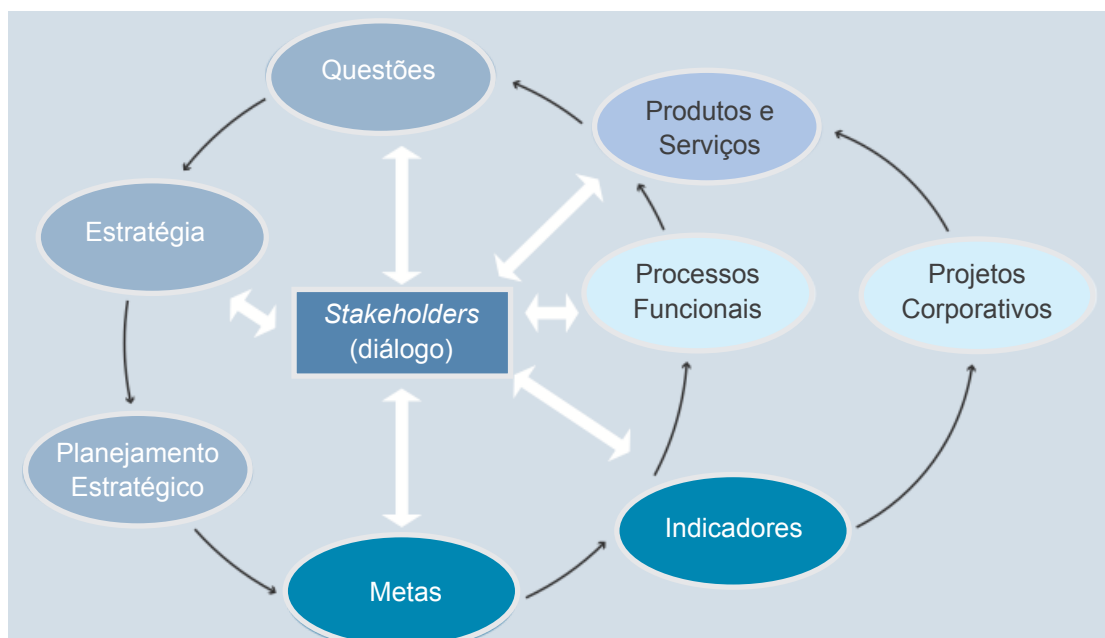 Questões
Produtos e
Serviços
Estratégia
Stakeholders
(diálogo)
Processos
Funcionais
Projetos
Corporativos
Planejamento
Estratégico
Indicadores
Metas